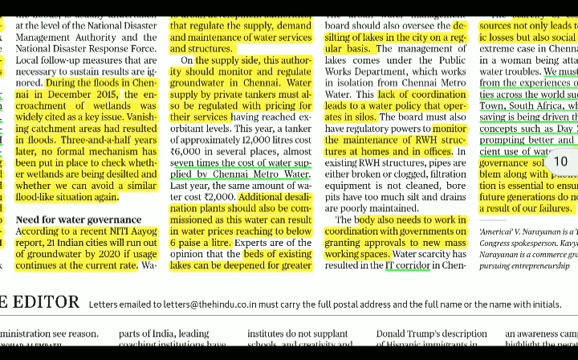 at the level of the National Disaster
Management Authority and the
National Disaster Response Force.
Local follow-up measures that are
necessary to sustain results are ig-
nored. During the floods in Chen-
nai in December 2015, the en-
croachment of wetlands was
widely cited as a key issue. Vanish-
ing catchment areas had resulted
in floods. Three-and-a-half years
later, no formal mechanism has
been put in place to check wheth-
er wetlands are being desilted and
whether we can avoid a similar
flood-like situation again.
Need for water governance
According to a recent NITI Aayog
report, 21 Indian cities will run out
of groundwater by 2020 if usage
continues at the current rate. Wa-
that regulate the supply, demand
and maintenance of water services
and structures.
On the supply side, this author-
ity should monitor and regulate
groundwater in Chennai. Water
supply by private tankers must al-
so be regulated with pricing for
their services having reached ex-
orbitant levels. This year, a tanker
of approximately 12,000 litres cost
₹6,000 in several places, almost
seven times the cost of water sup-
plied by Chennai Metro Water.
Last year, the same amount of wa-
ter cost ₹2,000. Additional desali-
nation plants should also be com-
missioned as this water can result
in water prices reaching to below
6 paise a litre. Experts are of the
opinion that the beds of existing
lakes can be deepened for greater
board should also oversee the de-
silting of lakes in the city on a reg-
ular basis. The management of
lakes comes under the Public
Works Department, which works
in isolation from Chennai Metro
Water. This lack of coordination
leads to a policy that oper-
ates in silos. The board must also
have regulatory powers to monitor
the maintenance of RWH struc-
tures at homes and in offices. In
existing RWH structures, pipes are
either broken or clogged, filtration
equipment is not cleaned, bore
pits have too much silt and drains
are poorly maintained.
The body also needs to work in
coordination with governments on
granting approvals to new mass
working spaces. Water scarcity has
resulted in the IT corridor in Chen-
sources not only leads t
ic losses but also social
extreme case in Chenn
in a woman being atta
water troubles. We must
from the experiences o
ties across the world su
Town, South Africa, wh
saving is being driven th
concepts such as Day
prompting better and
cient use of wat
governance sol
blem along with
tion is essential to ensu
future generations do
a result of our failures.
'Americai' V. Narayanan is a T
Congress spokesperson. Kary
Narayanan is a commerce gra
pursuing entrepreneurship
10
E EDITOR Letters emailed to letters@thehindu.co.in must carry the full postal address and the full name or the name with initials.
ministration see reason.
parts of India, leading
institutes do not supplant
Donald Trump's description
an awareness camp